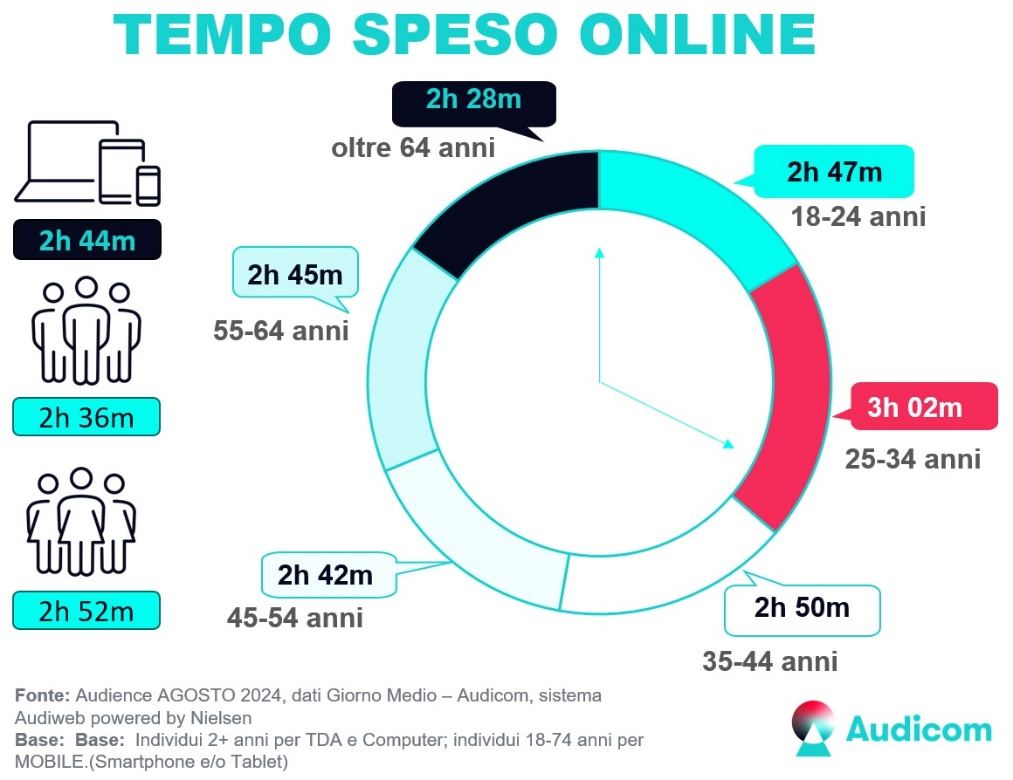 TEMPO SPESO ONLINE
2h 28m
oltre 64 anni
2h 47m
18-24 anni
2h 44m
2h 45m
55-64 anni
2h 36m
3h 02m
25-34 anni
2h 52m
2h 42m
45-54 anni
2h 50m
35-44 anni
Fonte: Audience AGOSTO 2024, dati Giorno Medio – Audicom, sistema
Audiweb powered by Nielsen
Base: Base: Individui 2+ anni per TDA e Computer; individui 18-74 anni per
MOBILE.(Smartphone e/o Tablet)
Audicom